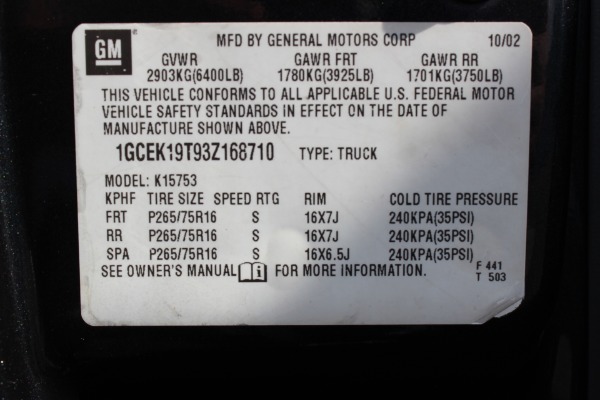 GM MFD BY GENERAL MOTORS CORP 10/02
GVWR GAWR FRT GAWR RR
2903KG(6400LB) 1780KG(3925LB) 1701KG(3750LB)
THIS VEHICLE CONFORMS TO ALL APPLICABLE U.S. FEDERAL MOTOR
VEHICLE SAFETY STANDARDS IN EFFECT ON THE DATE OF
MANUFACTURE SHOWN ABOVE.
1GCEK19T93Z168710 TYPE: TRUCK
MODEL: K15753
KPHF TIRE SIZE SPEED RTG RIM COLD TIRE PRESSURE
FRT P265/75R16 S 16X7J 240KPA(35PSI)
RR P265/75R16 S 16X7J 240KPA(35PSI)
SPA P265/75R16 S 16X6.5J 240KPA(35PSI)
SEE OWNER'S MANUAL i FOR MORE INFORMATION. F 441
T 503